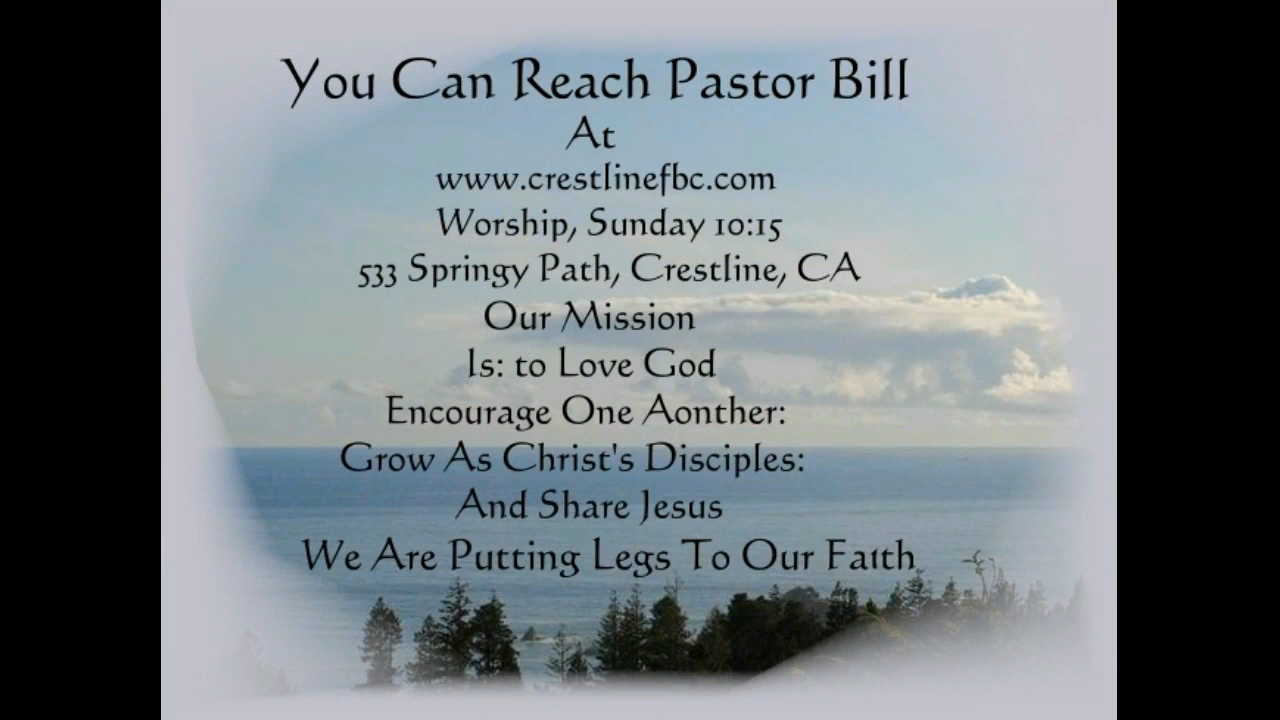 You Can Reach Pastor Bill
At
www.crestlinefbc.com
Worship, Sunday 10:15
533 Springy Path, Crestline, CA
Our Mission
Is: to Love God
Encourage One Aonther:
Grow As Christ's Disciples:
And Share Jesus
We Are Putting Legs To Our Faith